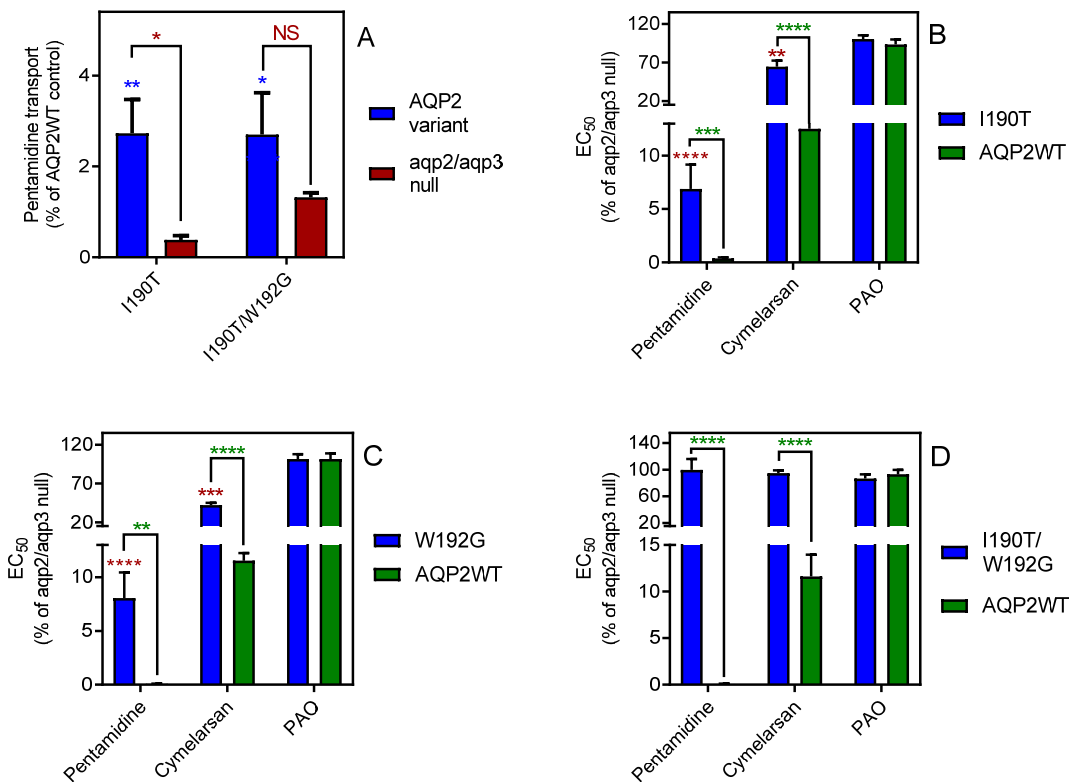 A
Pentamidine transport
(% of AQP2WT control)
4
2
0
*
NS
**
*
I190T
I190T/W192G
AQP2
variant
aqp2/aqp3
null
B
EC50
(% of aqp2/aqp3 null)
120
70
20
10
5
0
****
***
**
****
Pentamidine
Cymelarsan
PAO
I190T
AQP2WT
C
EC50
(% of aqp2/aqp3 null)
120
70
20
10
5
0
****
**
***
****
Pentamidine
Cymelarsan
PAO
W192G
AQP2WT
D
EC50
(% of aqp2/aqp3 null)
140
100
60
20
15
10
5
0
****
****
Pentamidine
Cymelarsan
PAO
I190T/
W192G
AQP2WT